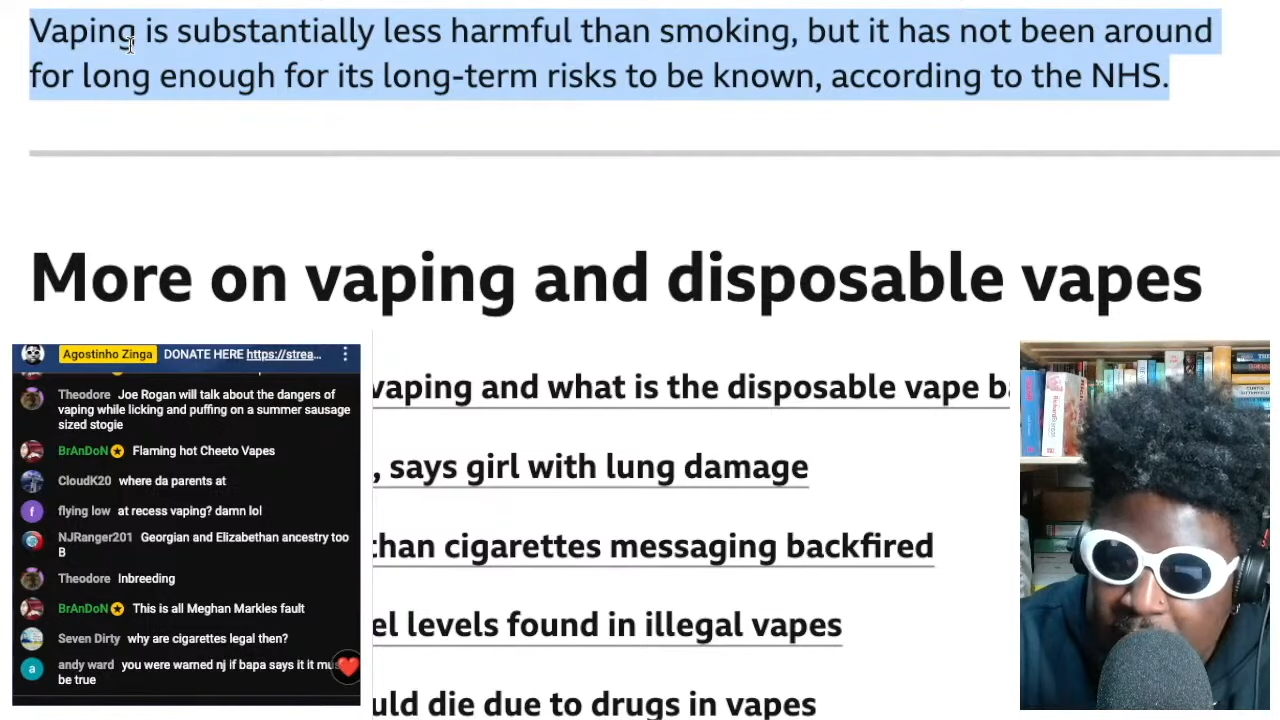 Vaping is substantially less harmful than smoking, but it has not been around
for long enough for its long-term risks to be known, according to the NHS.
More on vaping and disposable vapes
vaping and what is the disposable vape
, says girl with lung damage
than cigarettes messaging backfired
levels found in illegal vapes
die due to drugs in vapes
Agostinho Zinga DONATE HERE https://strea...
Theodore Joe Rogan will talk about the dangers of
vaping while licking and puffing on a summer sausage
sized stogie
BrAnDoN Flaming hot Cheeto Vapes
CloudK20 where da parents at
f flying low at recess vaping? damn lol
NJRanger201 Georgian and Elizabethan ancestry too
B
Theodore Inbreeding
BrAnDoN This is all Meghan Markles fault
Seven Dirty why are cigarettes legal then?
a andy ward you were warned nj if bapa says it it
be true